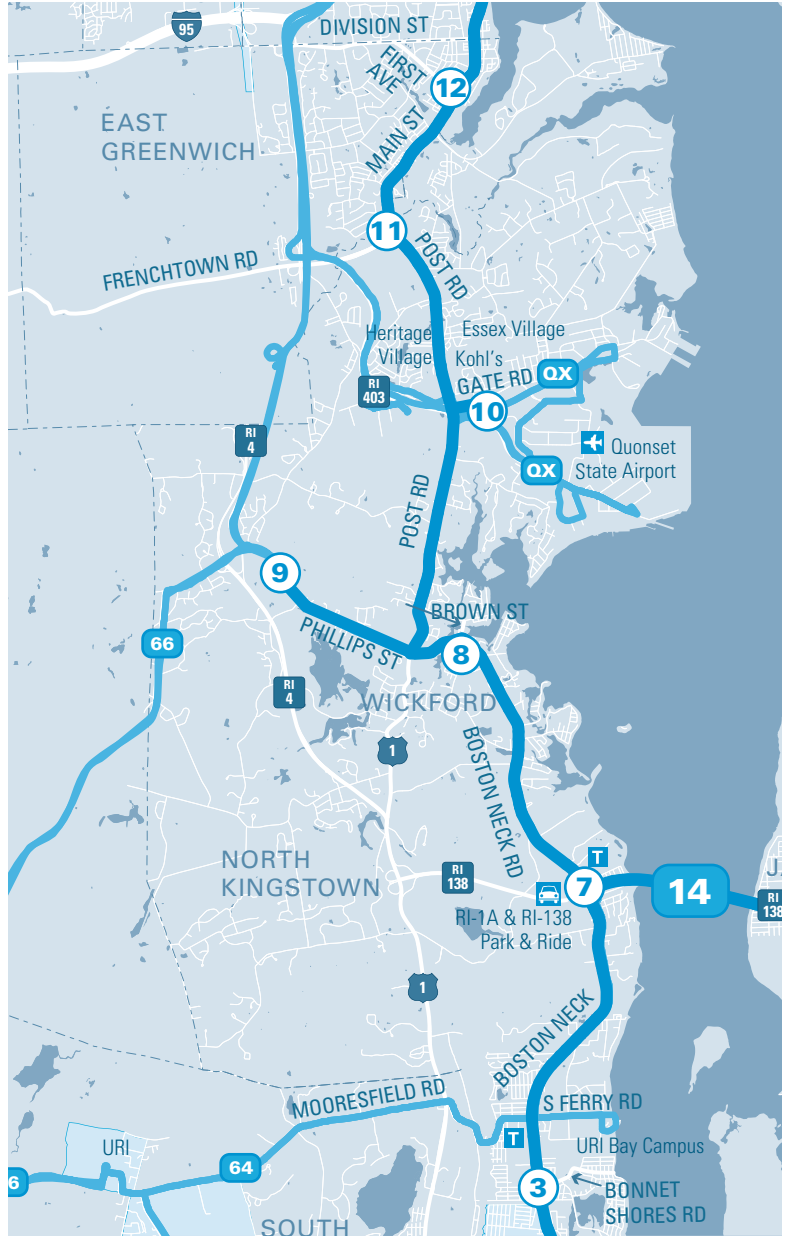 95
DIVISION ST
FIRST
AVE
12
EAST
GREENWICH
MAIN ST
11
POST RD
FRENCHTOWN RD
Heritage
Village
Essex Village
Kohl's
GATE RD
QX
RI
403
10
RI
4
Quonset
State Airport
QX
POST RD
9
BROWN ST
PHILLIPS ST
66
8
RI
4
WICKFORD
1
BOSTON NECK RD
NORTH
KINGSTOWN
RI
138
T
7
14
J
RI
138
RI-1A & RI-138
Park & Ride
1
BOSTON NECK
MOORESFIELD RD
S FERRY RD
T
URI Bay Campus
URI
64
6
3
BONNET
SHORES RD
SOUTH